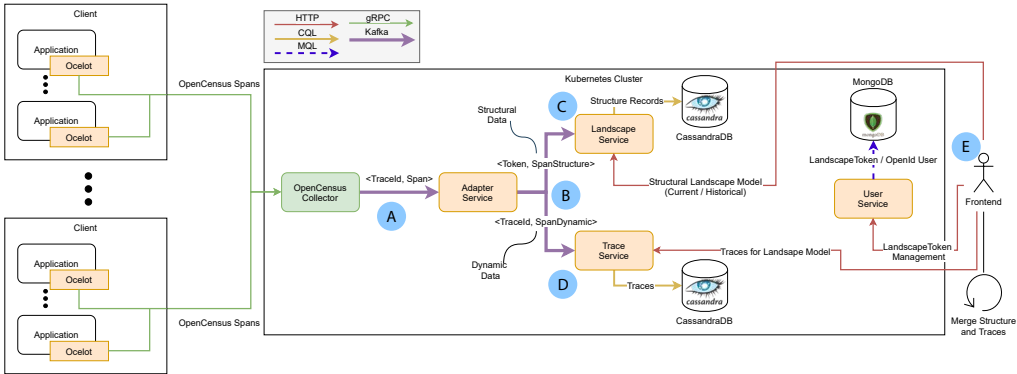 Client
Application
Ocelot
Application
Ocelot
OpenCensus Spans
Client
Application
Ocelot
Application
Ocelot
OpenCensus Spans
HTTP
CQL
MQL
gRPC
Kafka
Kubernetes Cluster
OpenCensus
Collector
<TraceId, Span>
A
Adapter
Service
B
Structural
Data
<Token, SpanStructure>
<TraceId, SpanDynamic>
Dynamic
Data
C
Landscape
Service
Structure Records
cassandra
CassandraDB
Structural Landscape Model
(Current / Historical)
D
Trace
Service
Traces
cassandra
CassandraDB
Traces for Landsape Model
MongoDB
mongoDB
LandscapeToken / OpenId User
User
Service
LandscapeToken
Management
E
Frontend
Merge Structure
and Traces